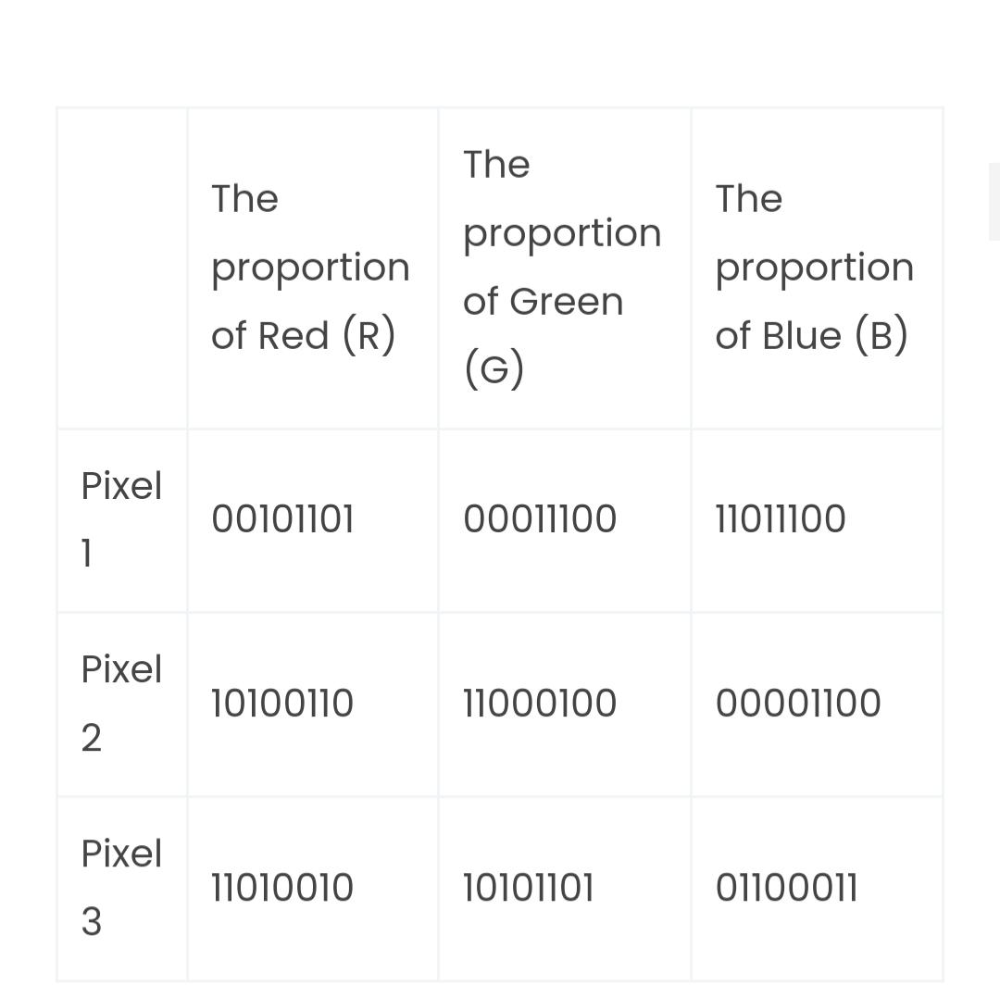 The proportion of Red (R)
The proportion of Green (G)
The proportion of Blue (B)
Pixel 1
00101101
00011100
11011100
Pixel 2
10100110
11000100
00001100
Pixel 3
11010010
10101101
01100011